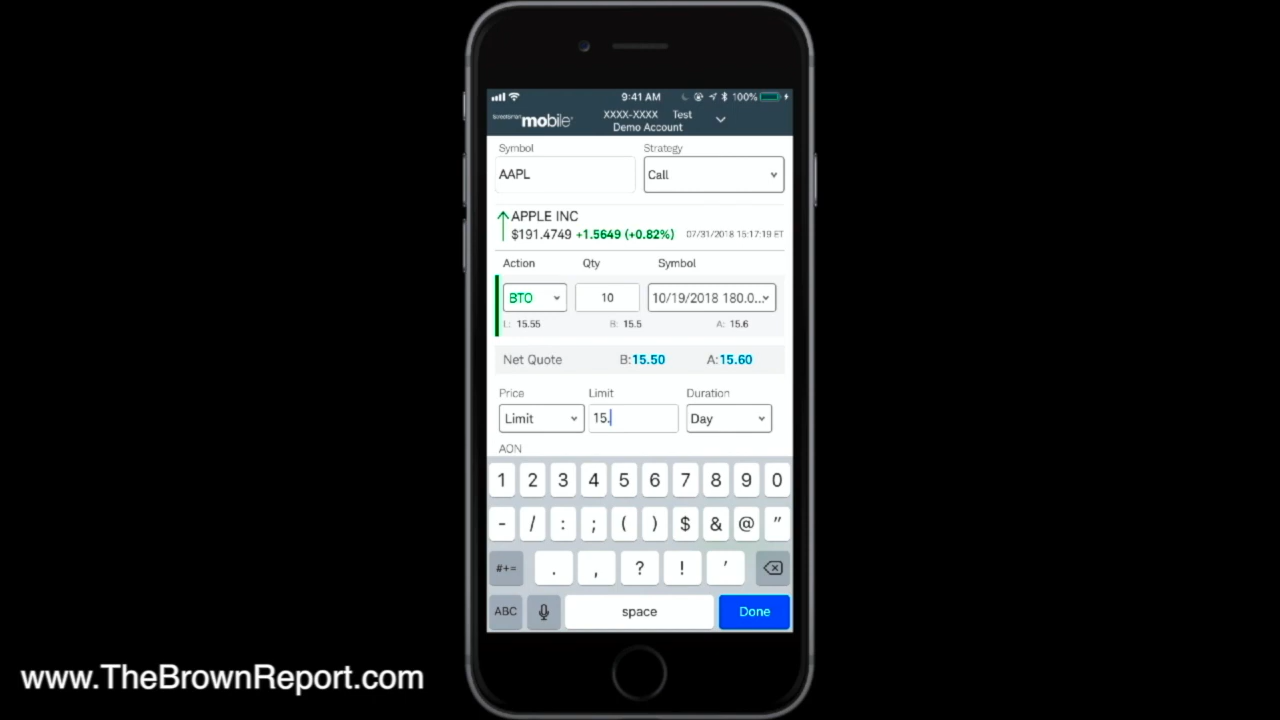 9:41 AM 100%
mobile
XXXX-XXXX Test
Demo Account
Symbol Strategy
AAPL Call
APPLE INC
$191.4749 +1.5649 (+0.82%) 07/31/2018 15:17:19 ET
Action Qty Symbol
BTO 10 10/19/2018 180.0...
L: 15.55 B: 15.5 A: 15.6
Net Quote B:15.50 A:15.60
Price Limit Duration
Limit 15. Day
AON
1 2 3 4 5 6 7 8 9 0
- / : ; ( ) $ & @ "
#+= . , ? ! '
ABC space Done
www.TheBrownReport.com